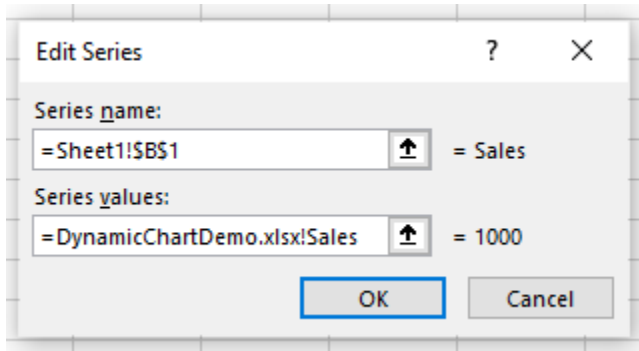 Edit Series ?
Series name:
=Sheet1!$B$1 = Sales
Series values:
=DynamicChartDemo.xlsx!Sales = 1000
OK Cancel